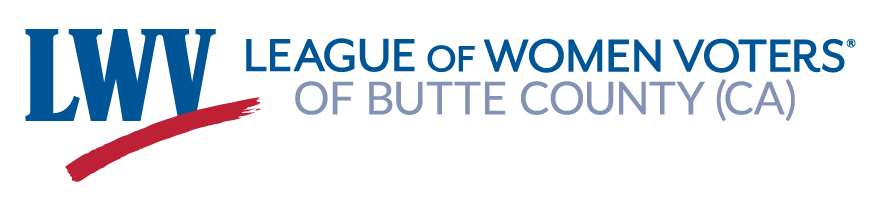 LWV
LEAGUE OF WOMEN VOTERS®
OF BUTTE COUNTY (CA)